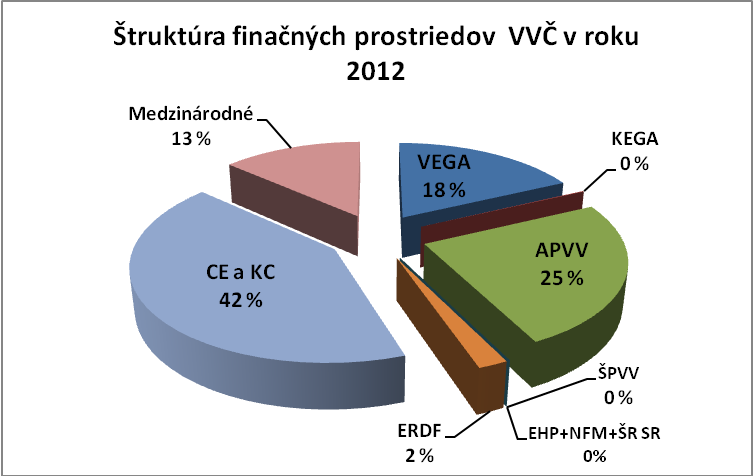 Štruktúra finačných prostriedov VVČ v roku
2012
Medzinárodné
13 %
VEGA
18 %
KEGA
0 %
APVV
25 %
CE a KC
42 %
ŠPVV
0 %
ERDF
2 %
EHP+NFM+ŠR SR
0%